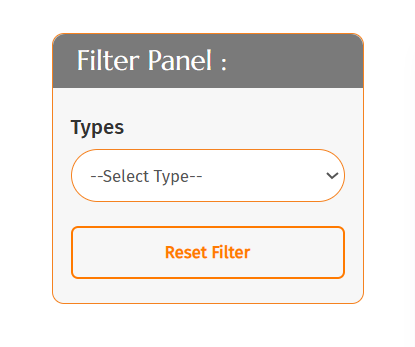 Filter Panel :
Types
--Select Type--
Reset Filter